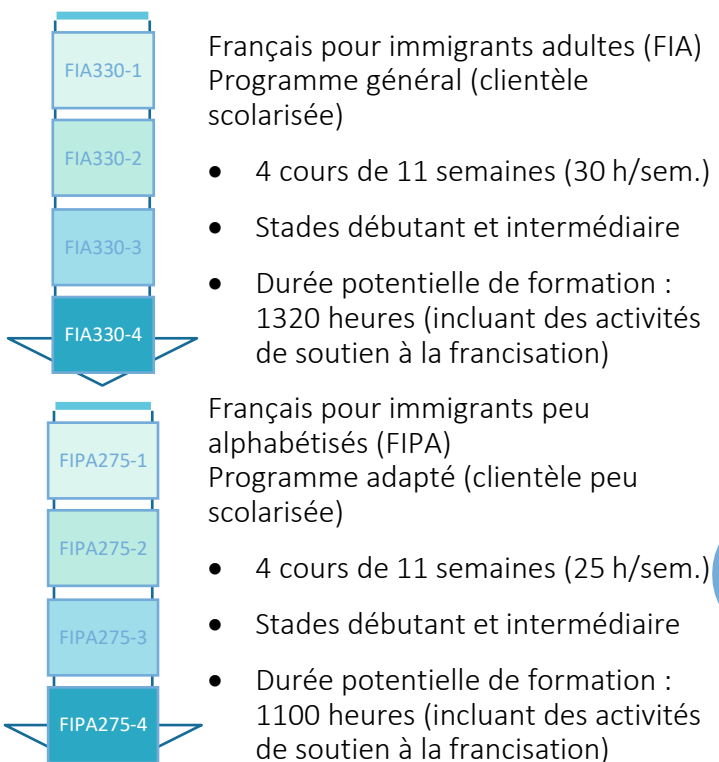 FIA330-1
FIA330-2
FIA330-3
FIA330-4
Français pour immigrants adultes (FIA)
Programme général (clientèle
scolarisée)
• 4 cours de 11 semaines (30 h/sem.)
• Stades débutant et intermédiaire
• Durée potentielle de formation :
1320 heures (incluant des activités
de soutien à la francisation)
FIPA275-1
FIPA275-2
FIPA275-3
FIPA275-4
Français pour immigrants peu
alphabétisés (FIPA)
Programme adapté (clientèle peu
scolarisée)
• 4 cours de 11 semaines (25 h/sem.)
• Stades débutant et intermédiaire
• Durée potentielle de formation :
1100 heures (incluant des activités
de soutien à la francisation)